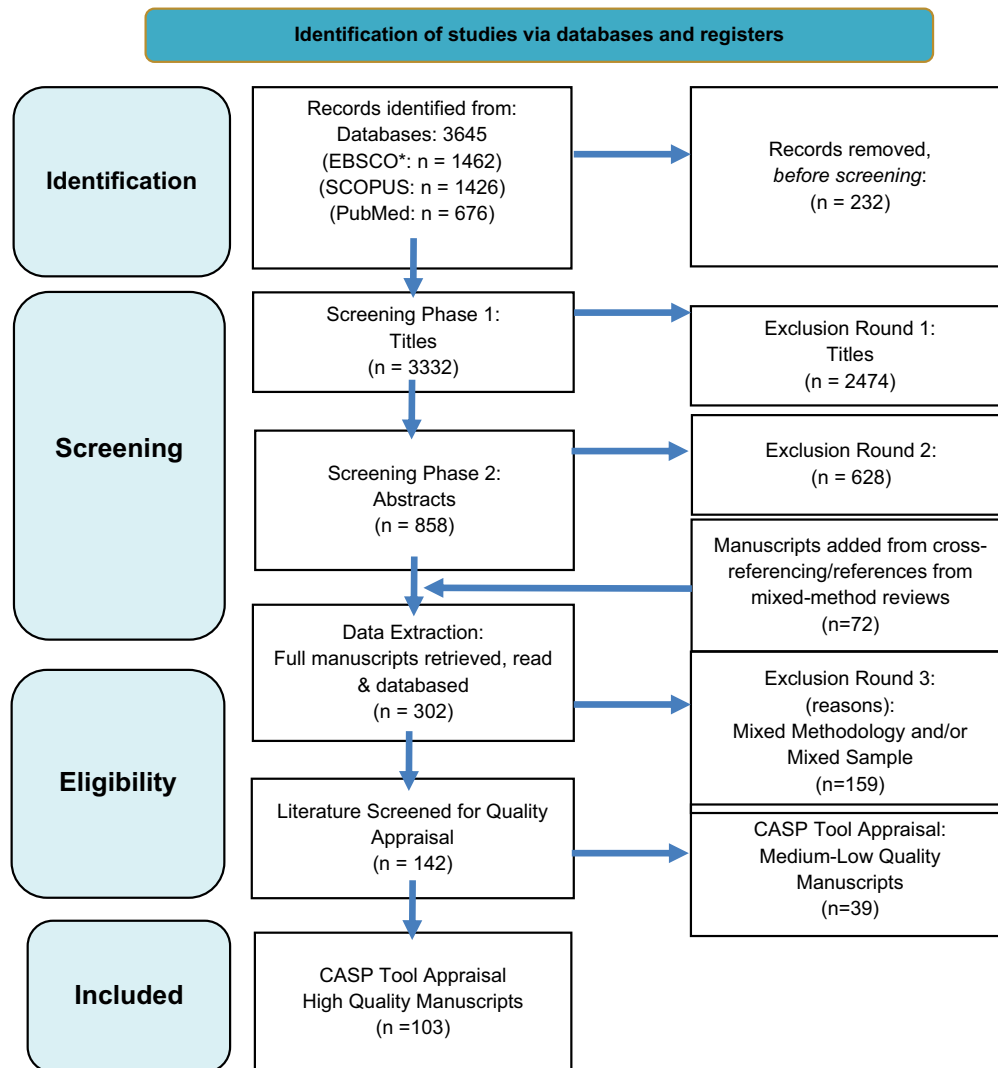 Identification of studies via databases and registers
Identification
Records identified from:
Databases: 3645
(EBSCO*: n = 1462)
(SCOPUS: n = 1426)
(PubMed: n = 676)
Records removed,
before screening:
(n = 232)
Screening
Screening Phase 1:
Titles
(n = 3332)
Exclusion Round 1:
Titles
(n = 2474)
Screening Phase 2:
Abstracts
(n = 858)
Exclusion Round 2:
(n = 628)
Manuscripts added from cross-
referencing/references from
mixed-method reviews
(n=72)
Eligibility
Data Extraction:
Full manuscripts retrieved, read
& databased
(n = 302)
Exclusion Round 3:
(reasons):
Mixed Methodology and/or
Mixed Sample
(n=159)
Literature Screened for Quality
Appraisal
(n = 142)
CASP Tool Appraisal:
Medium-Low Quality
Manuscripts
(n=39)
Included
CASP Tool Appraisal
High Quality Manuscripts
(n =103)